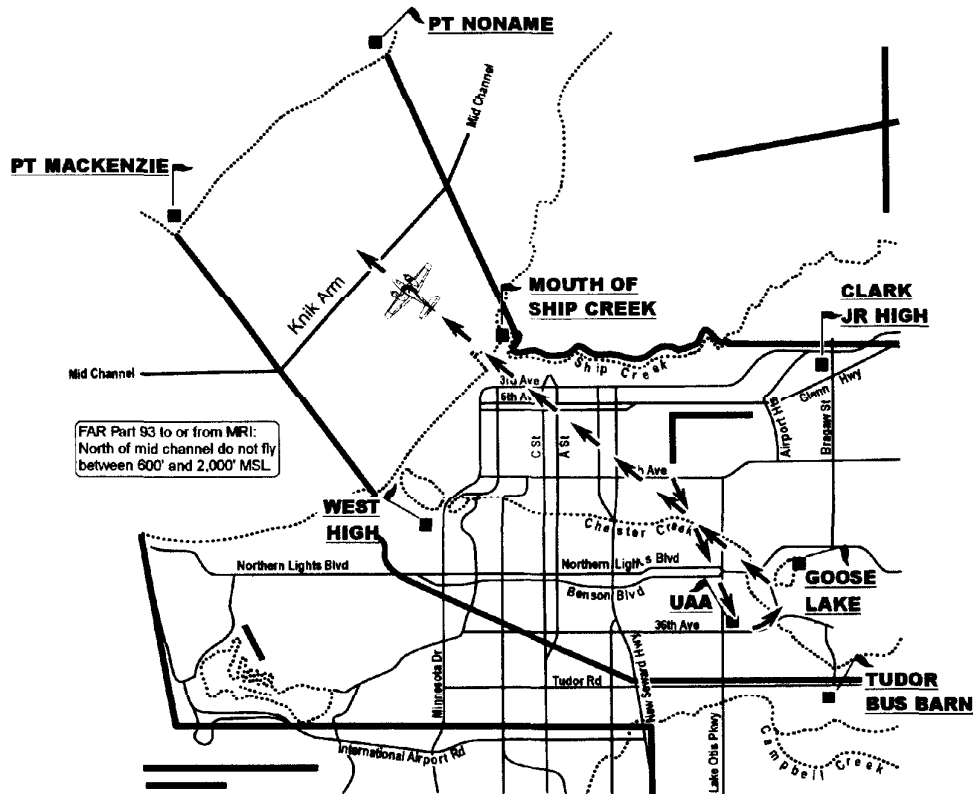 PT NONAME
Mid Channel
PT MACKENZIE
Knik Arm
MOUTH OF
SHIP CREEK
CLARK
JR HIGH
Mid Channel
Ship Creek
Glenn Hwy
3rd Ave
5th Ave
Airport Hts
Bragaw St
C St
A St
FAR Part 93 to or from MRI:
North of mid channel do not fly
between 600' and 2,000' MSL
h Ave
WEST
HIGH
Chester Creek
Northern Lights Blvd
Northern Lights Blvd
Benson Blvd
GOOSE
LAKE
UAA
36th Ave
Minnesota Dr
New Seward Hwy
Tudor Rd
TUDOR
BUS BARN
International Airport Rd
Lake Otis Pkwy
Campbell Creek